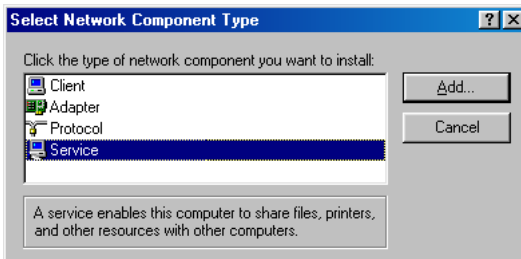 Select Network Component Type
Click the type of network component you want to install:
Client
Add...
Adapter
Protocol
Cancel
Service
A service enables this computer to share files, printers,
and other resources with other computers.